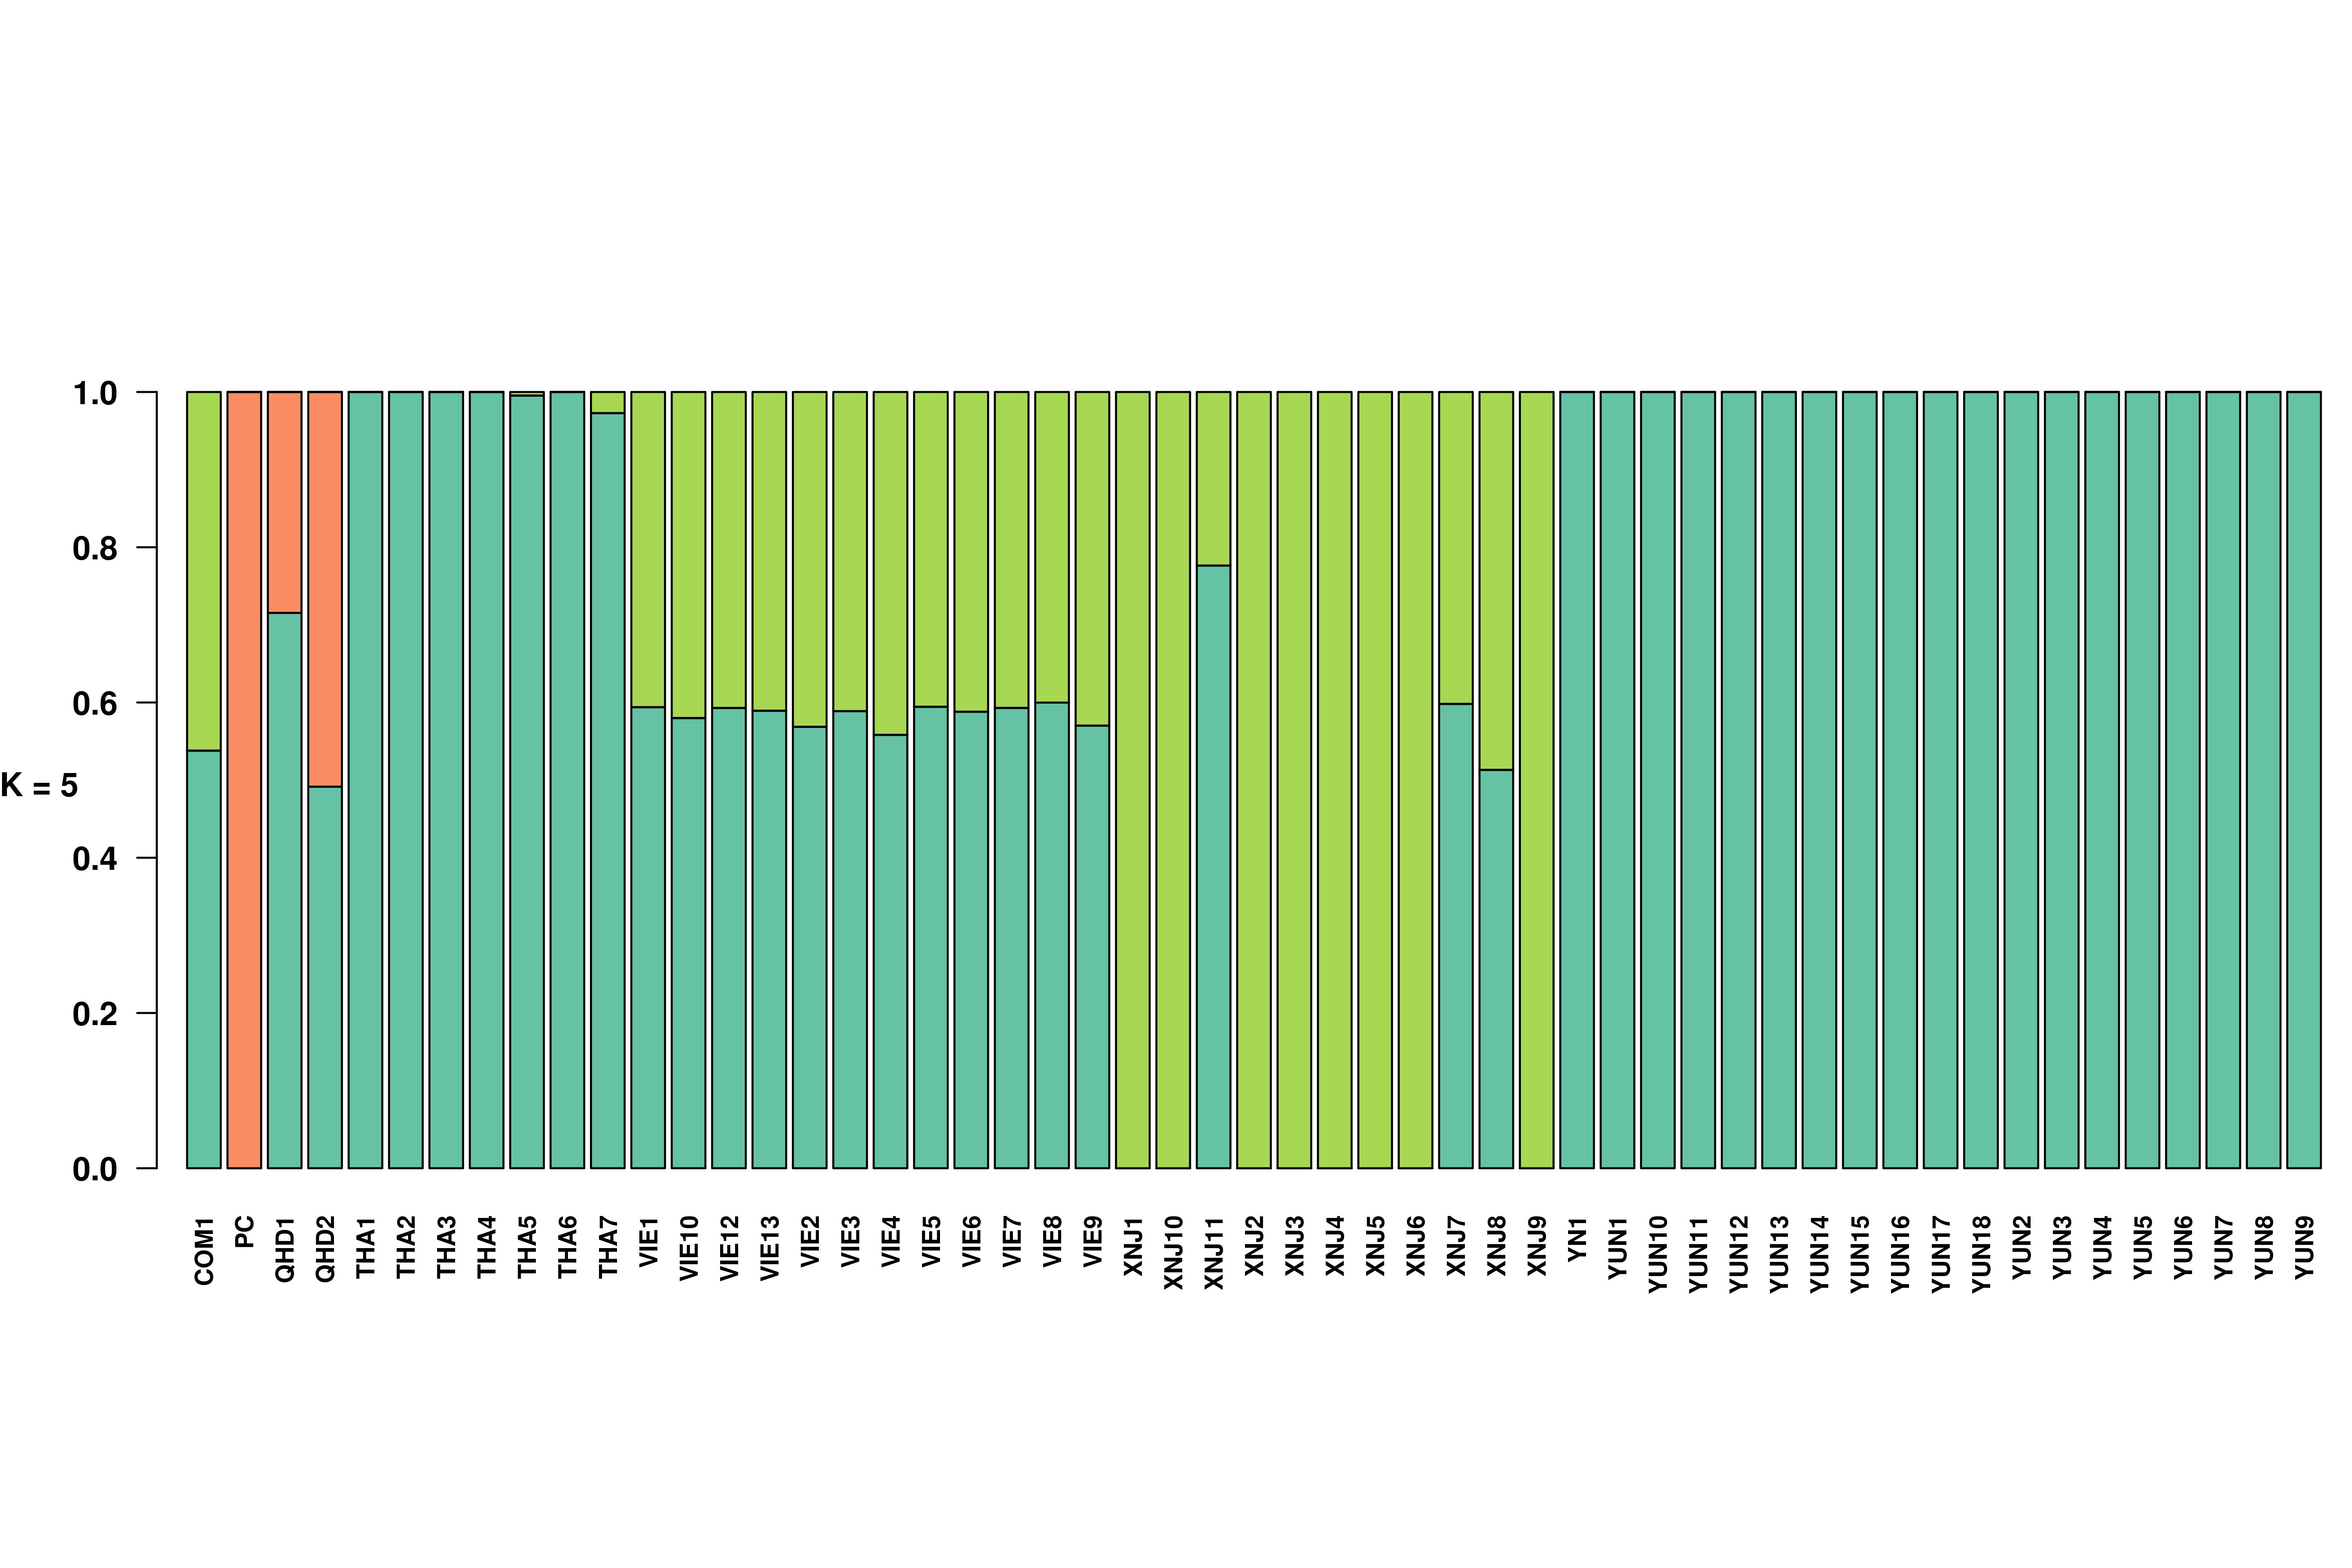 1.0
0.8
0.6
K = 5
0.4
0.2
0.0
COM1
PC
QHD1
QHD2
THA1
THA2
THA3
THA4
THA5
THA6
THA7
VIE1
VIE10
VIE12
VIE13
VIE2
VIE3
VIE4
VIE5
VIE6
VIE7
VIE8
VIE9
XNJ1
XNJ10
XNJ11
XNJ2
XNJ3
XNJ4
XNJ5
XNJ6
XNJ7
XNJ8
XNJ9
YN1
YUN1
YUN10
YUN11
YUN12
YUN13
YUN14
YUN15
YUN16
YUN17
YUN18
YUN2
YUN3
YUN4
YUN5
YUN6
YUN7
YUN8
YUN9